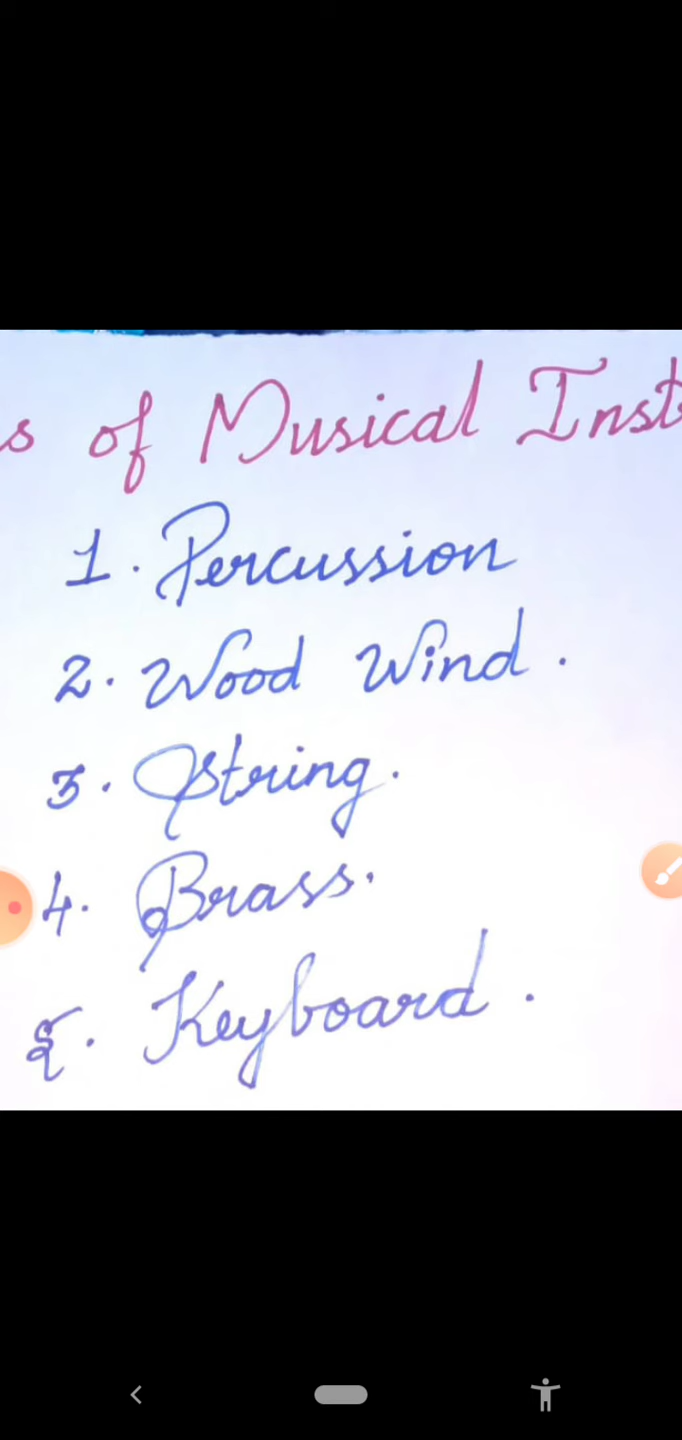 s of Musical Inst
1. Percussion
2. Wood Wind.
3. String.
4. Brass.
5. Keyboard.